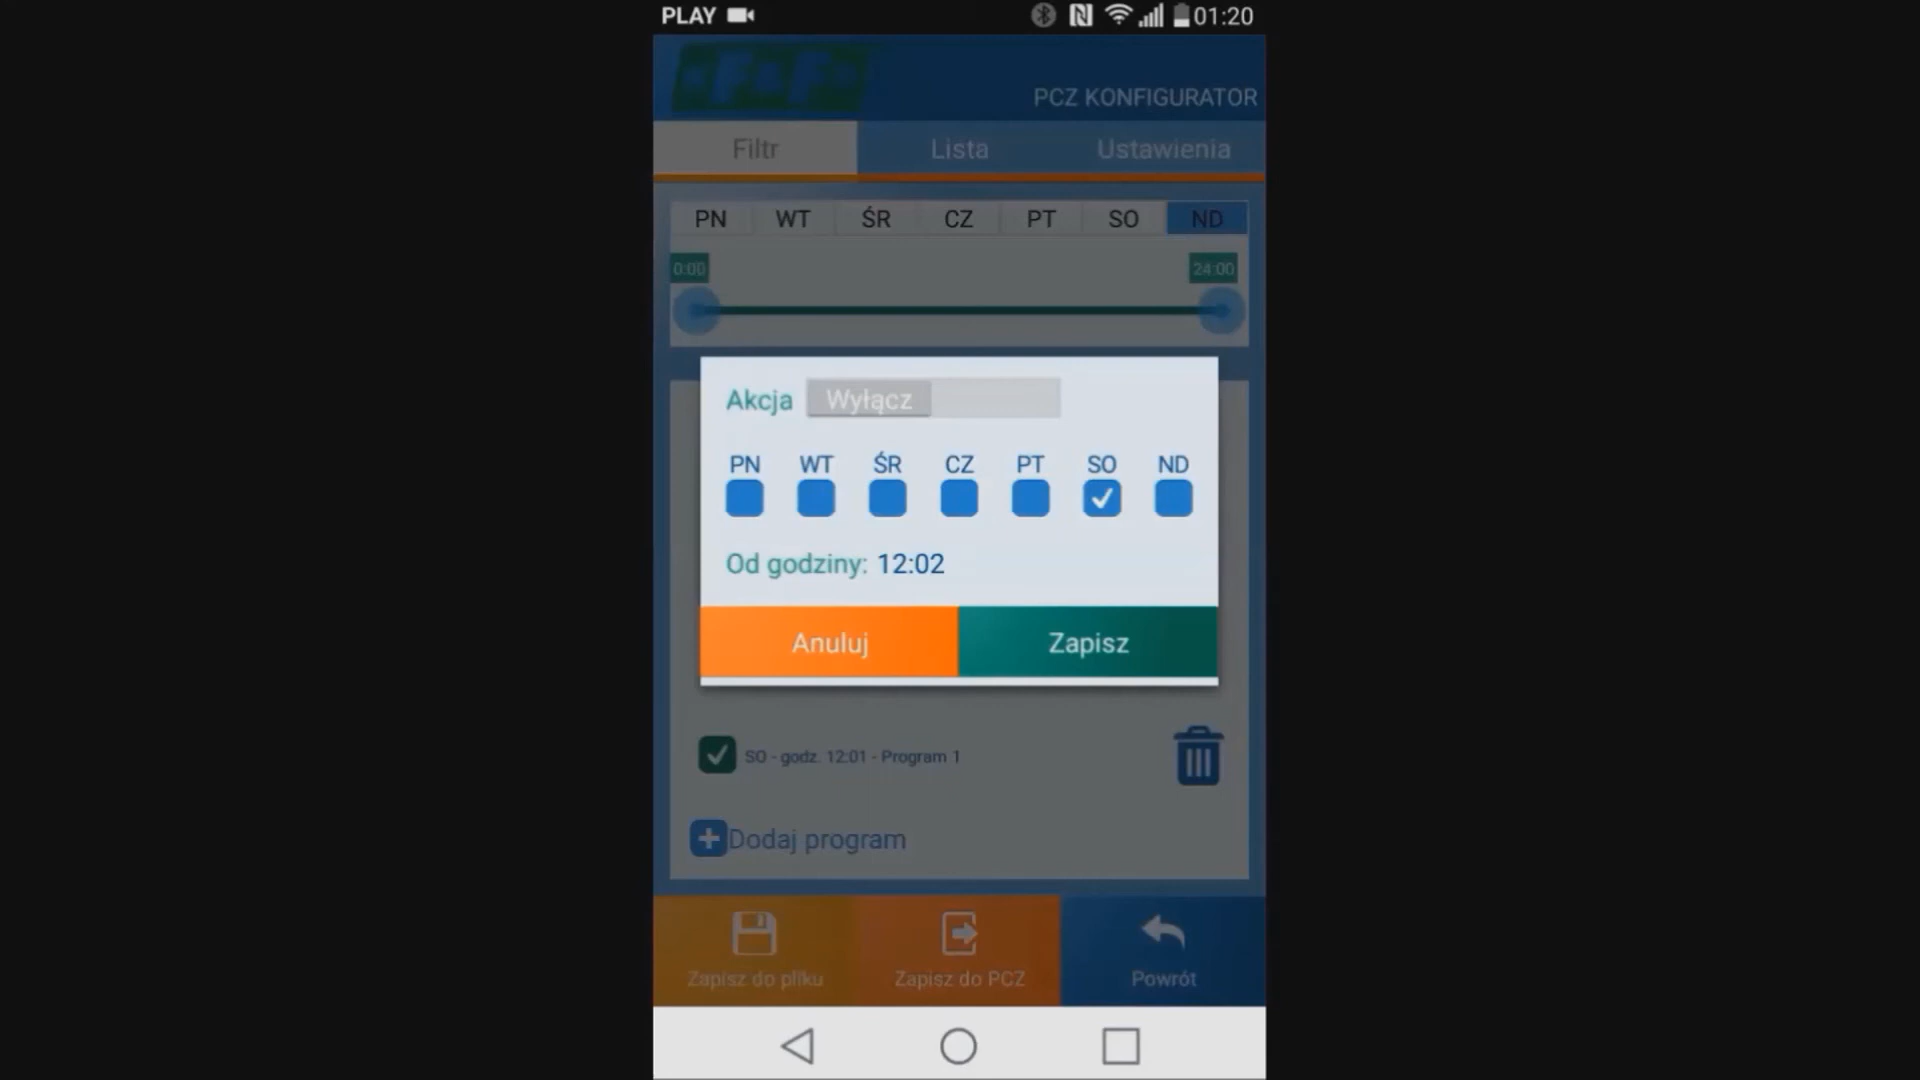 PLAY 01:20
PCZ KONFIGURATOR
Filtr Lista Ustawienia
PN WT ŚR CZ PT SO ND
0:00 24:00
Akcja Wyłącz
PN WT ŚR CZ PT SO ND
Od godziny: 12:02
Anuluj Zapisz
SO - godz. 12:01 - Program 1
Dodaj program
Zapisz do pliku Zapisz do PCZ Powrót